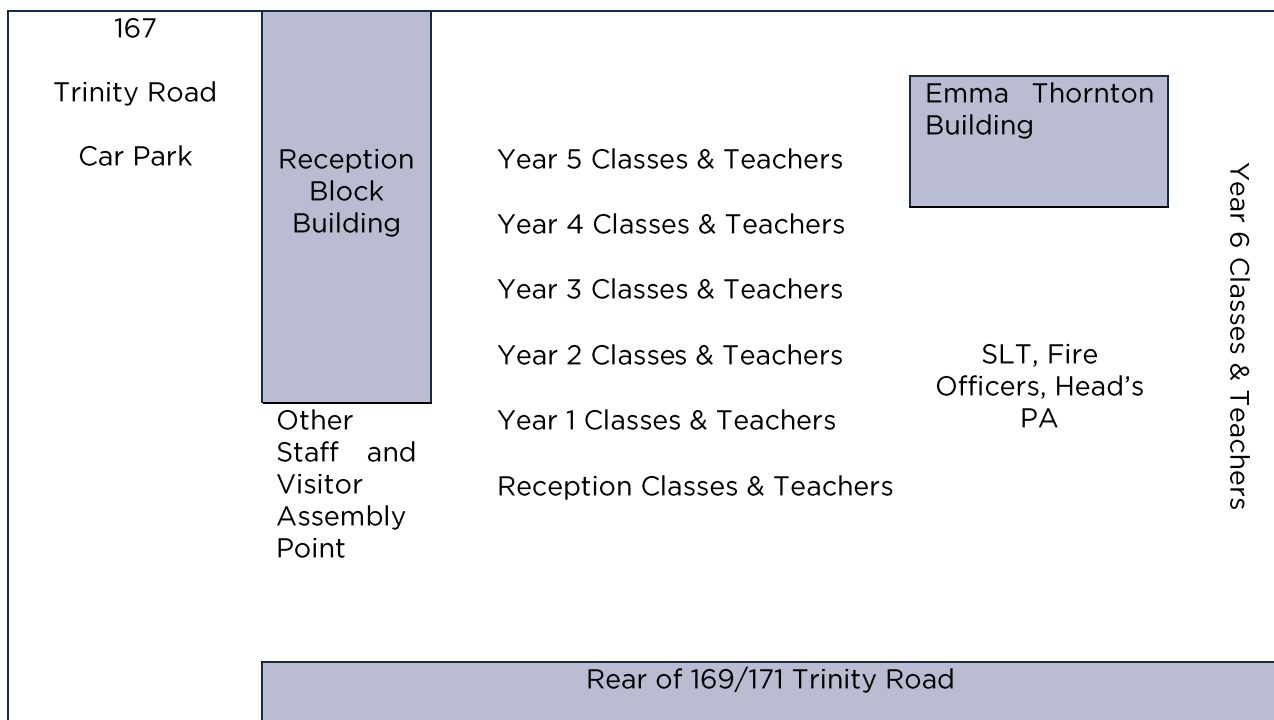 167
Trinity Road
Car Park
Reception
Block
Building
Other
Staff and
Visitor
Assembly
Point
Year 5 Classes & Teachers
Year 4 Classes & Teachers
Year 3 Classes & Teachers
Year 2 Classes & Teachers
Year 1 Classes & Teachers
Reception Classes & Teachers
Emma Thornton
Building
SLT, Fire
Officers, Head’s
PA
Year 6 Classes & Teachers
Rear of 169/171 Trinity Road